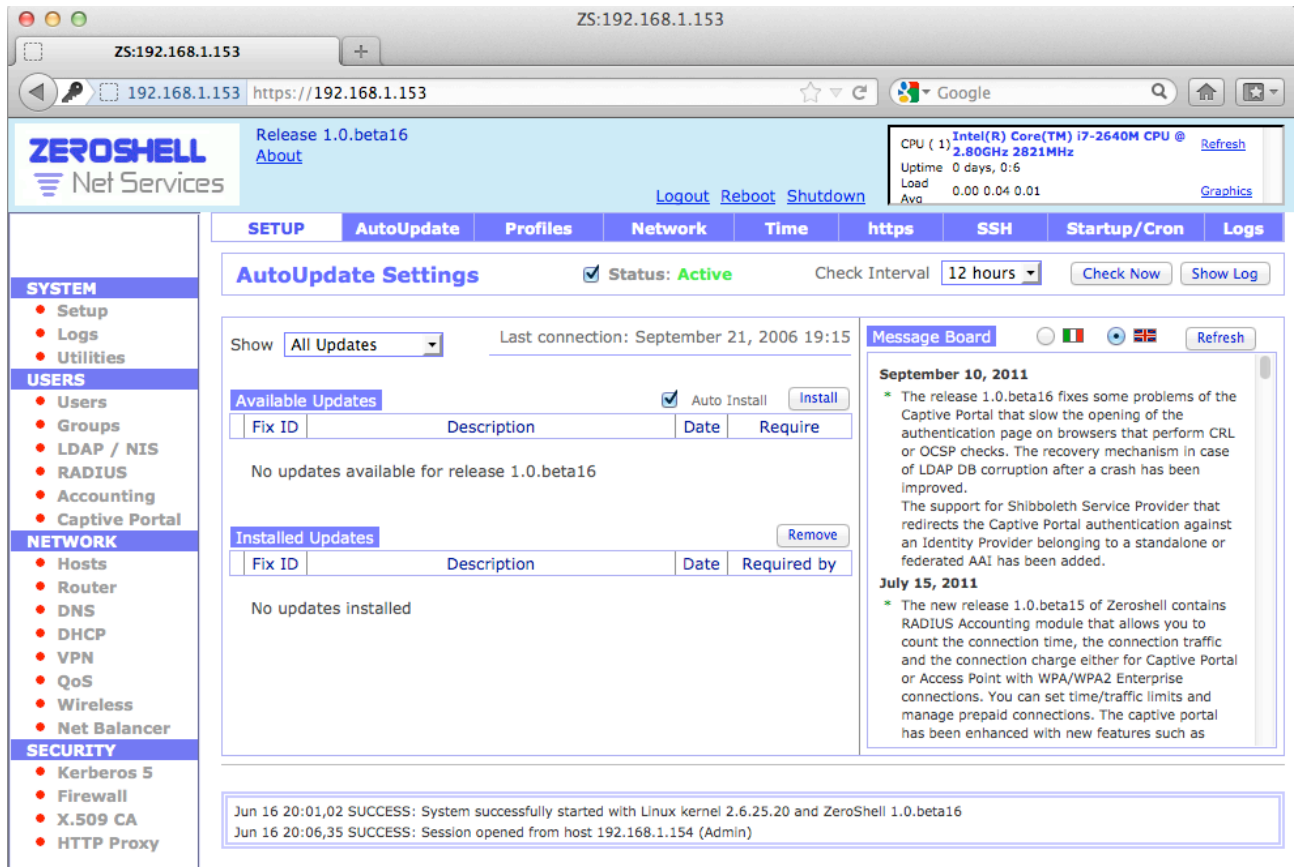 ZS:192.168.1.153
ZS:192.168.1.153
192.168.1.153 https://192.168.1.153
Google
ZEROSHELL
Net Services
Release 1.0.beta16
About
Logout Reboot Shutdown
CPU ( 1) Intel(R) Core(TM) i7-2640M CPU @ 2.80GHz 2821MHz
Refresh
Uptime 0 days, 0:6
Load Avg 0.00 0.04 0.01
Graphics
SETUP AutoUpdate Profiles Network Time https SSH Startup/Cron Logs
AutoUpdate Settings
Status: Active
Check Interval 12 hours
Check Now
Show Log
SYSTEM
Setup
Logs
Utilities
USERS
Users
Groups
LDAP / NIS
RADIUS
Accounting
Captive Portal
NETWORK
Hosts
Router
DNS
DHCP
VPN
QoS
Wireless
Net Balancer
SECURITY
Kerberos 5
Firewall
X.509 CA
HTTP Proxy
Show All Updates
Last connection: September 21, 2006 19:15
Available Updates
Auto Install
Install
Fix ID Description Date Require
No updates available for release 1.0.beta16
Installed Updates
Remove
Fix ID Description Date Required by
No updates installed
Message Board
Refresh
September 10, 2011
* The release 1.0.beta16 fixes some problems of the
Captive Portal that slow the opening of the
authentication page on browsers that perform CRL
or OCSP checks. The recovery mechanism in case
of LDAP DB corruption after a crash has been
improved.
The support for Shibboleth Service Provider that
redirects the Captive Portal authentication against
an Identity Provider belonging to a standalone or
federated AAI has been added.
July 15, 2011
* The new release 1.0.beta15 of Zeroshell contains
RADIUS Accounting module that allows you to
count the connection time, the connection traffic
and the connection charge either for Captive Portal
or Access Point with WPA/WPA2 Enterprise
connections. You can set time/traffic limits and
manage prepaid connections. The captive portal
has been enhanced with new features such as
Jun 16 20:01,02 SUCCESS: System successfully started with Linux kernel 2.6.25.20 and ZeroShell 1.0.beta16
Jun 16 20:06,35 SUCCESS: Session opened from host 192.168.1.154 (Admin)